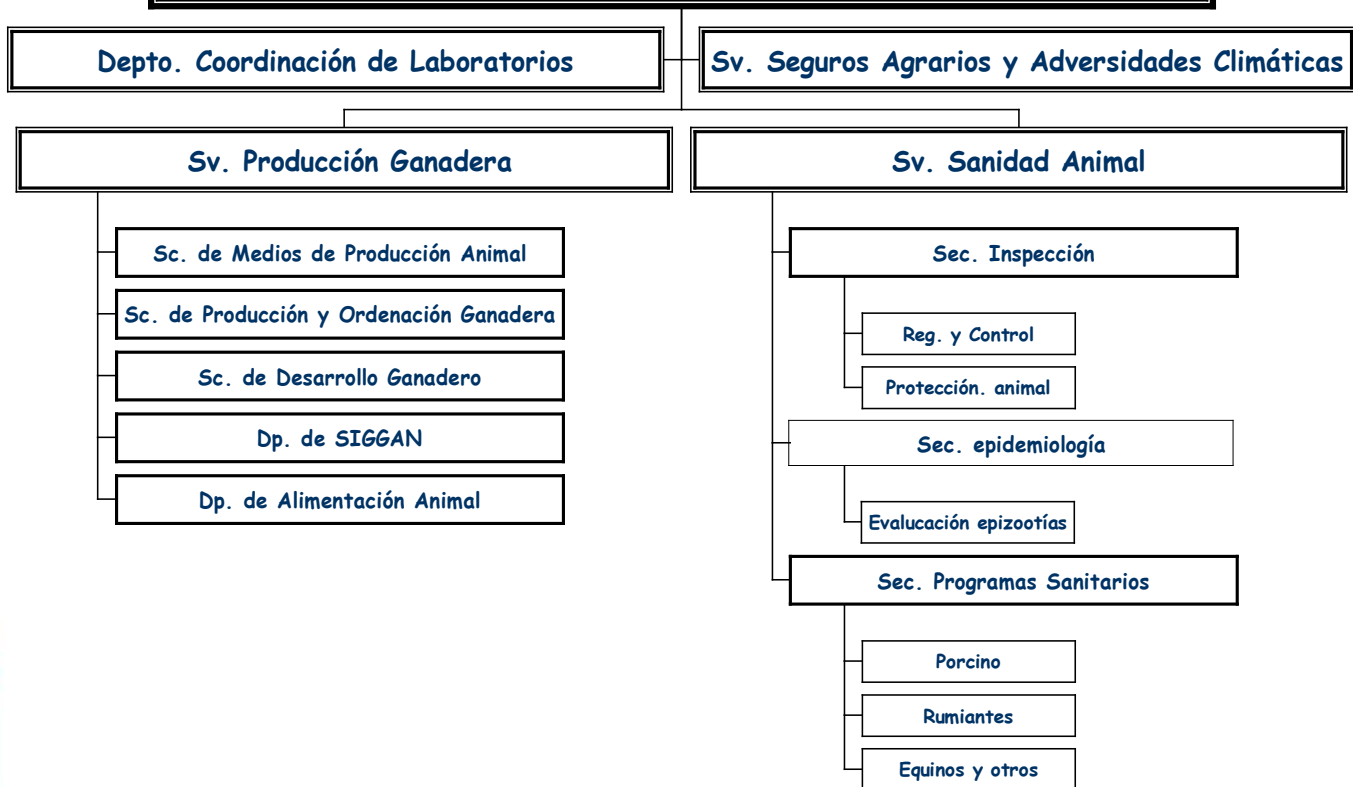 Depto. Coordinación de Laboratorios
Sv. Seguros Agrarios y Adversidades Climáticas
Sv. Producción Ganadera
Sv. Sanidad Animal
Sc. de Medios de Producción Animal
Sc. de Producción y Ordenación Ganadera
Sc. de Desarrollo Ganadero
Dp. de SIGGAN
Dp. de Alimentación Animal
Sec. Inspección
Reg. y Control
Protección. animal
Sec. epidemiología
Evalucación epizootías
Sec. Programas Sanitarios
Porcino
Rumiantes
Equinos y otros